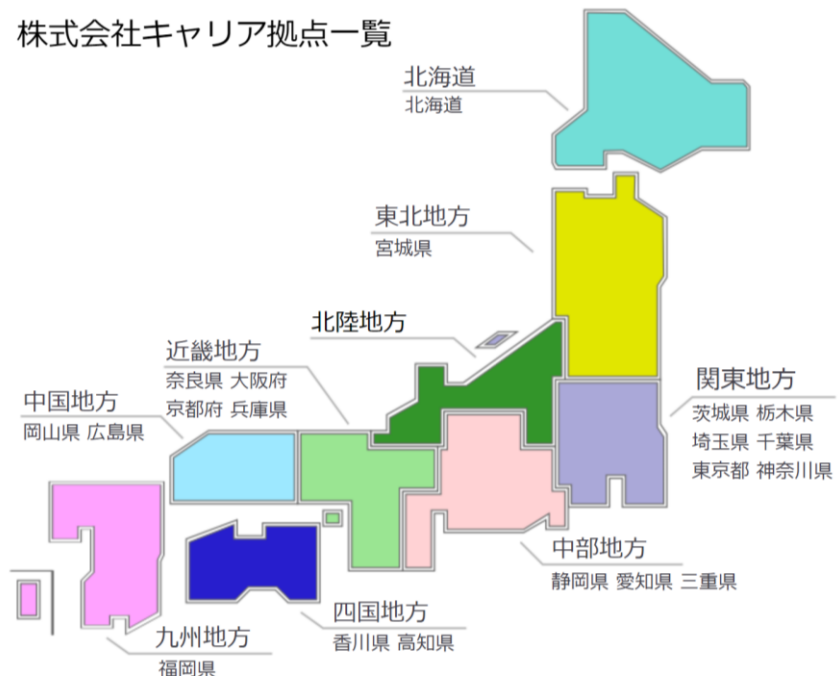 株式会社キャリア拠点一覧
北海道
北海道
東北地方
宮城県
北陸地方
近畿地方
奈良県 大阪府
京都府 兵庫県
中国地方
岡山県 広島県
関東地方
茨城県 栃木県
埼玉県 千葉県
東京都 神奈川県
中部地方
静岡県 愛知県 三重県
四国地方
香川県 高知県
九州地方
福岡県